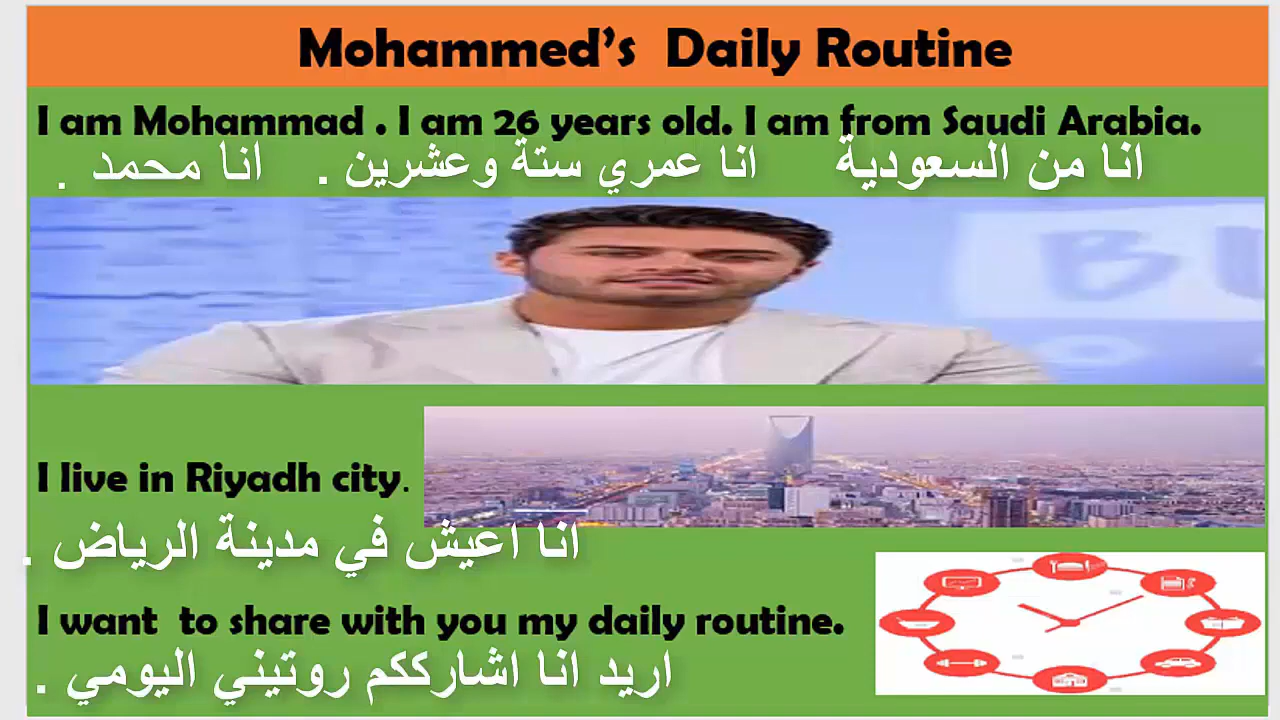 Mohammed’s Daily Routine
I am Mohammad . I am 26 years old. I am from Saudi Arabia.
انا محمد . انا عمري ستة وعشرين . انا من السعودية
I live in Riyadh city.
انا اعيش في مدينة الرياض .
I want to share with you my daily routine.
اريد انا اشارككم روتيني اليومي .